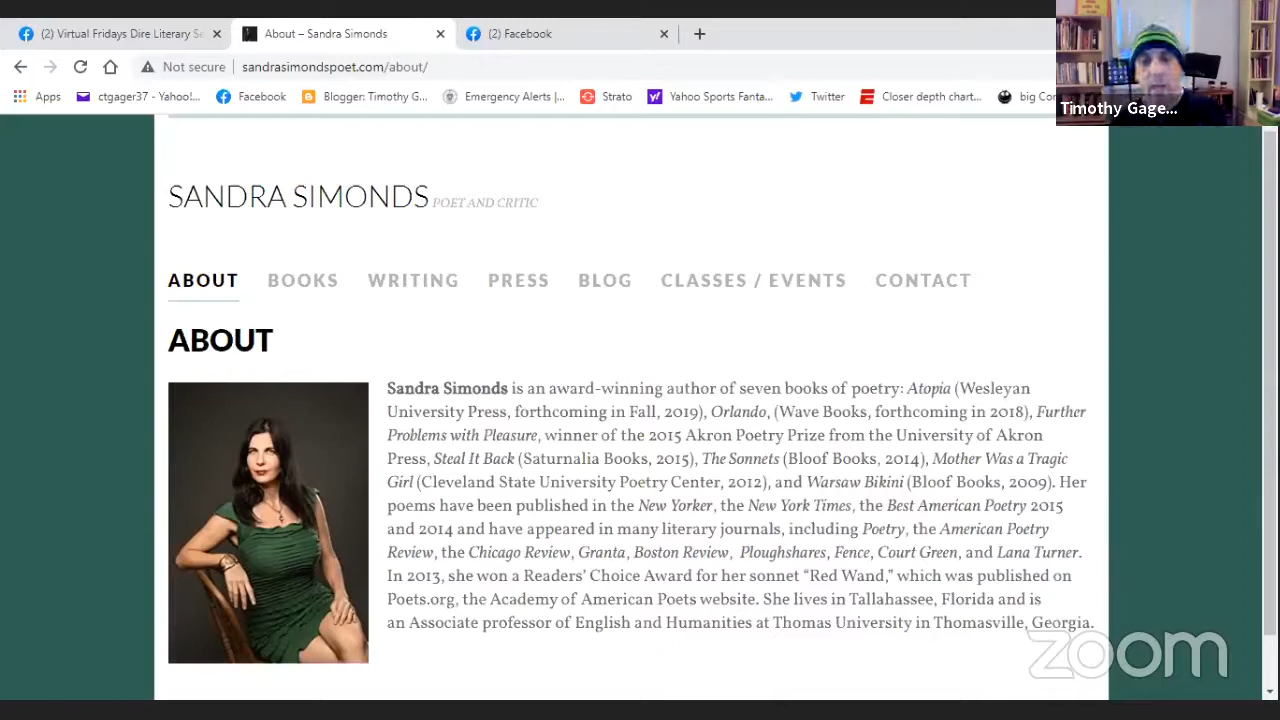 (2) Virtual Fridays Dire Literary Se
About – Sandra Simonds
(2) Facebook
Not secure
sandrasimondspoet.com/about/
Apps
ctgager37 - Yahoo!...
Facebook
Blogger: Timothy G...
Emergency Alerts |...
Strato
Yahoo Sports Fanta...
Twitter
Closer depth chart...
big Con
Timothy Gage...
SANDRA SIMONDS POET AND CRITIC
ABOUT BOOKS WRITING PRESS BLOG CLASSES / EVENTS CONTACT
ABOUT
Sandra Simonds is an award-winning author of seven books of poetry: Atopia (Wesleyan
University Press, forthcoming in Fall, 2019), Orlando, (Wave Books, forthcoming in 2018), Further
Problems with Pleasure, winner of the 2015 Akron Poetry Prize from the University of Akron
Press, Steal It Back (Saturnalia Books, 2015), The Sonnets (Bloof Books, 2014), Mother Was a Tragic
Girl (Cleveland State University Poetry Center, 2012), and Warsaw Bikini (Bloof Books, 2009). Her
poems have been published in the New Yorker, the New York Times, the Best American Poetry 2015
and 2014 and have appeared in many literary journals, including Poetry, the American Poetry
Review, the Chicago Review, Granta, Boston Review, Ploughshares, Fence, Court Green, and Lana Turner.
In 2013, she won a Readers’ Choice Award for her sonnet “Red Wand,” which was published on
Poets.org, the Academy of American Poets website. She lives in Tallahassee, Florida and is
an Associate professor of English and Humanities at Thomas University in Thomasville, Georgia.
zoom